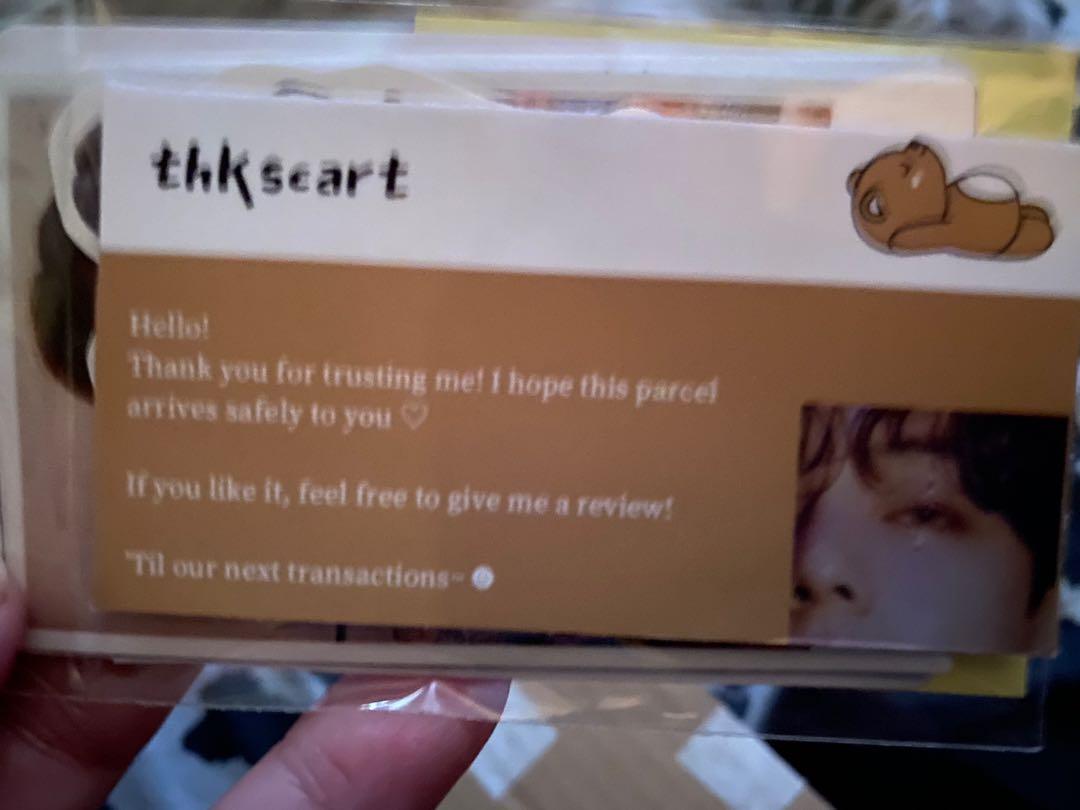 thkseart
Hello!
Thank you for trusting me! I hope this parcel
arrives safely to you ♡
If you like it, feel free to give me a review!
'Til our next transactions~ ☻